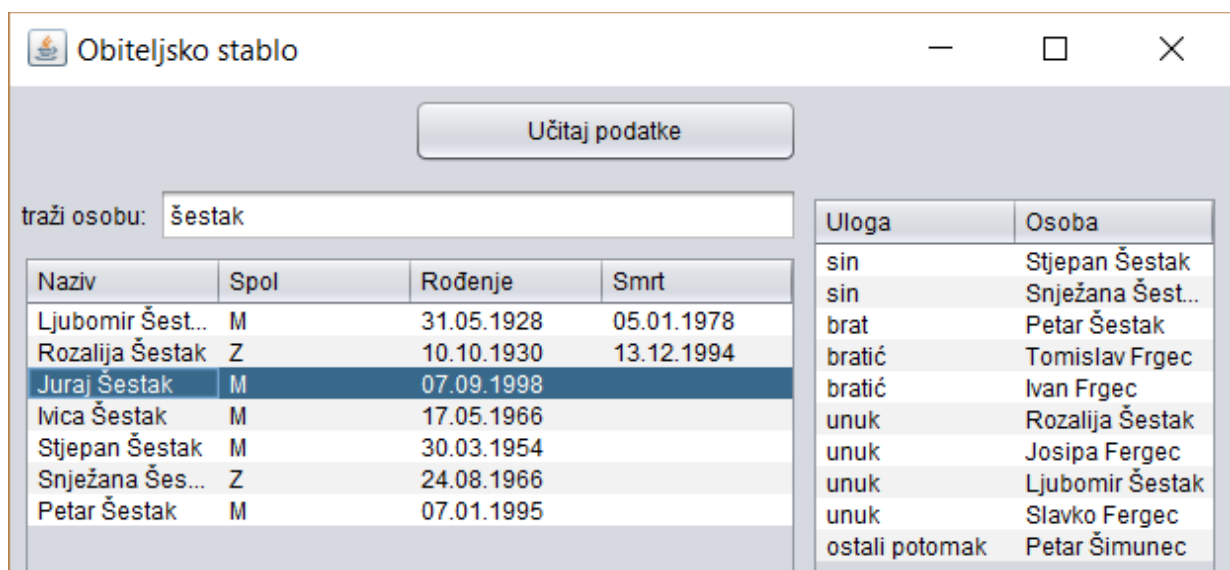 Obiteljsko stablo
Učitaj podatke
traži osobu: šestak
Naziv Spol Rođenje Smrt
Ljubomir Šest... M 31.05.1928 05.01.1978
Rozalija Šestak Z 10.10.1930 13.12.1994
Juraj Šestak M 07.09.1998
Ivica Šestak M 17.05.1966
Stjepan Šestak M 30.03.1954
Snježana Šes... Z 24.08.1966
Petar Šestak M 07.01.1995
Uloga Osoba
sin Stjepan Šestak
sin Snježana Šest...
brat Petar Šestak
bratić Tomislav Frgec
bratić Ivan Frgec
unuk Rozalija Šestak
unuk Josipa Fergec
unuk Ljubomir Šestak
unuk Slavko Fergec
ostali potomak Petar Šimunec